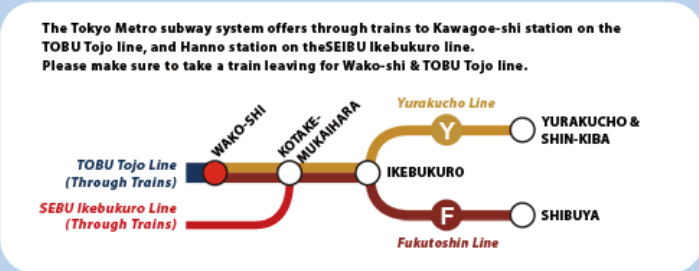 The Tokyo Metro subway system offers through trains to Kawagoe-shi station on the
TOBU Tojo line, and Hanno station on theSEIBU Ikebukuro line.
Please make sure to take a train leaving for Wako-shi & TOBU Tojo line.
Yurakucho Line
WAKO-SHI
KOTAKE-
MUKAIHARA
Y
YURAKUCHO &
SHIN-KIBA
TOBU Tojo Line
(Through Trains)
IKEBUKURO
SEBU Ikebukuro Line
(Through Trains)
F
SHIBUYA
Fukutoshin Line